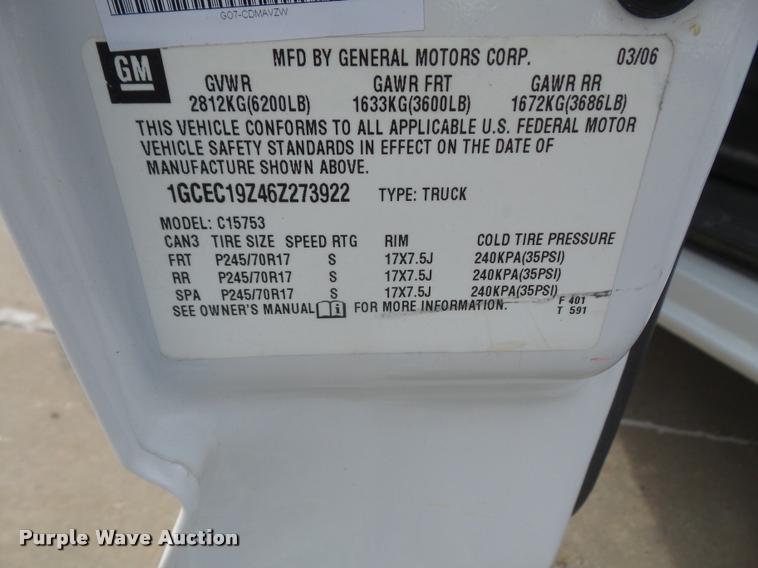 G07-CDMAVZW
GM
MFD BY GENERAL MOTORS CORP. 03/06
GVWR GAWR FRT GAWR RR
2812KG(6200LB) 1633KG(3600LB) 1672KG(3686LB)
THIS VEHICLE CONFORMS TO ALL APPLICABLE U.S. FEDERAL MOTOR
VEHICLE SAFETY STANDARDS IN EFFECT ON THE DATE OF
MANUFACTURE SHOWN ABOVE.
1GCEC19Z46Z273922 TYPE: TRUCK
MODEL: C15753
CAN3 TIRE SIZE SPEED RTG RIM COLD TIRE PRESSURE
FRT P245/70R17 S 17X7.5J 240KPA(35PSI)
RR P245/70R17 S 17X7.5J 240KPA(35PSI)
SPA P245/70R17 S 17X7.5J 240KPA(35PSI)
SEE OWNER'S MANUAL FOR MORE INFORMATION. F 401
T 591
Purple Wave Auction